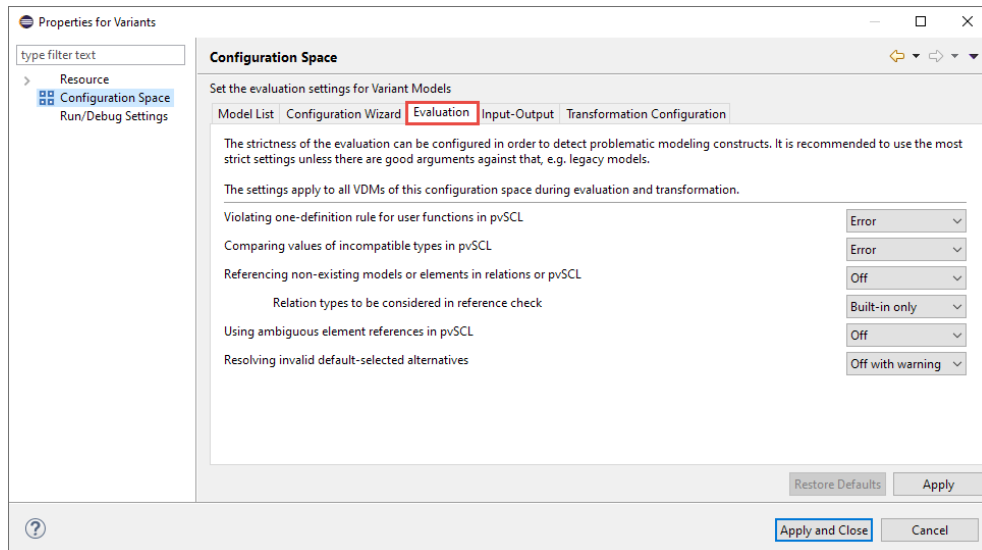 Properties for Variants
type filter text
Resource
Configuration Space
Run/Debug Settings
Configuration Space
Set the evaluation settings for Variant Models
Model List Configuration Wizard Evaluation Input-Output Transformation Configuration
The strictness of the evaluation can be configured in order to detect problematic modeling constructs. It is recommended to use the most
strict settings unless there are good arguments against that, e.g. legacy models.
The settings apply to all VDMs of this configuration space during evaluation and transformation.
Violating one-definition rule for user functions in pvSCL Error
Comparing values of incompatible types in pvSCL Error
Referencing non-existing models or elements in relations or pvSCL Off
Relation types to be considered in reference check Built-in only
Using ambiguous element references in pvSCL Off
Resolving invalid default-selected alternatives Off with warning
Restore Defaults Apply
? Apply and Close Cancel